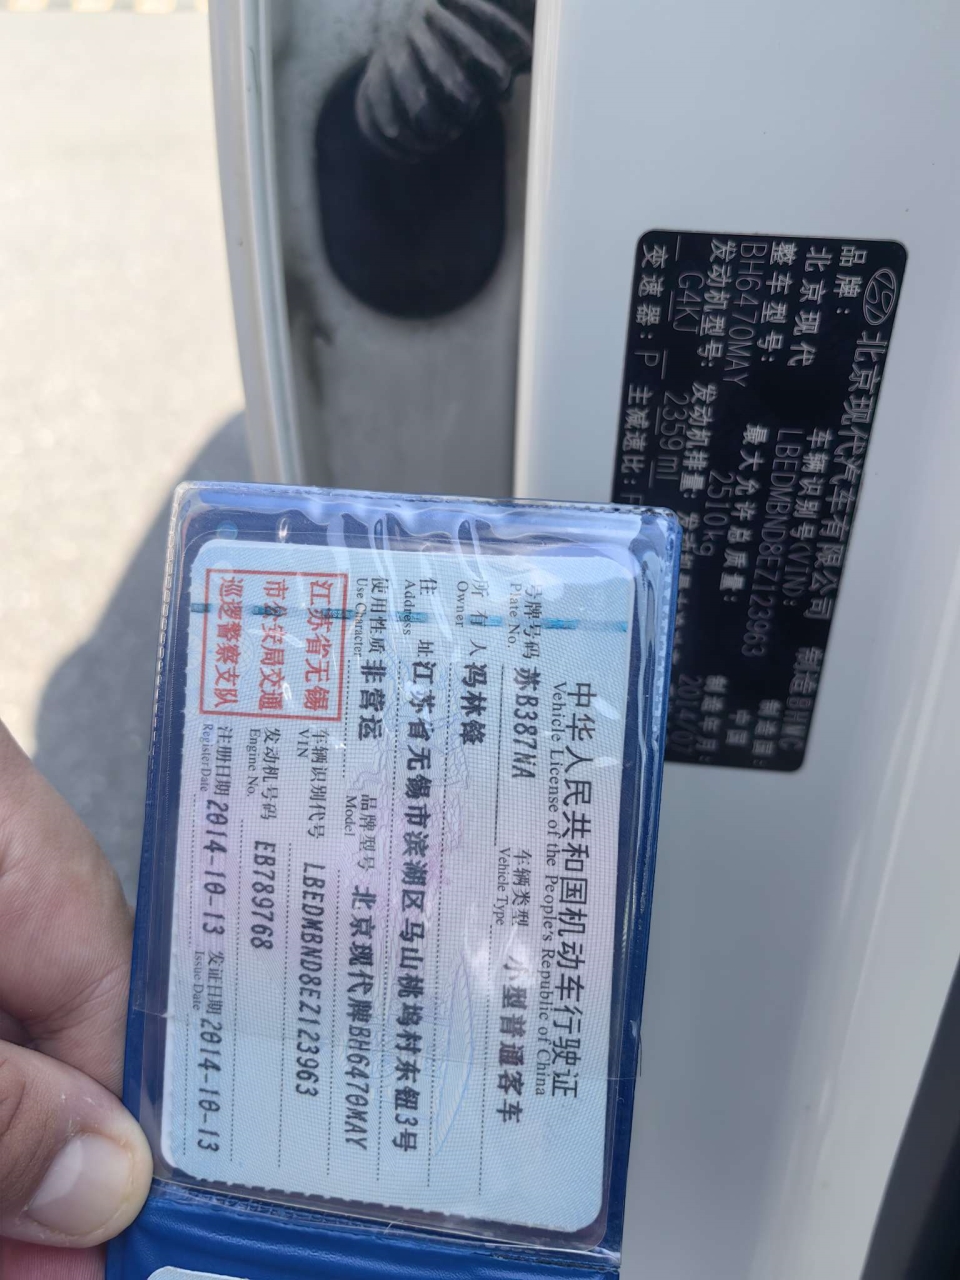 北京现代汽车有限公司 制造BHMC
品牌: 北京现代
车辆识别号(VIN): LBEDMBND8EZ123963
制造国: 中国
整车型号: BH6470MAY
最大允许总质量: 2510kg
制造年月: 2014/07
发动机型号: G4KJ
发动机排量: 2359ml
变速器: P
主减速比:
中华人民共和国机动车行驶证
Vehicle License of the People's Republic of China
号牌号码 苏B387NA 车辆类型 小型普通客车
Plate No. Vehicle Type
所有人 冯林锋
Owner
住址 江苏省无锡市滨湖区马山桃坞村东钮3号
Address
使用性质 非营运 品牌型号 北京现代牌BH6470MAY
Use Character Model
江苏省无锡
市公安局交通
巡逻警察支队
车辆识别代号 LBEDMBND8EZ123963
VIN
发动机号码 EB789768
Engine No.
注册日期 2014-10-13 发证日期 2014-10-13
Register Date Issue Date